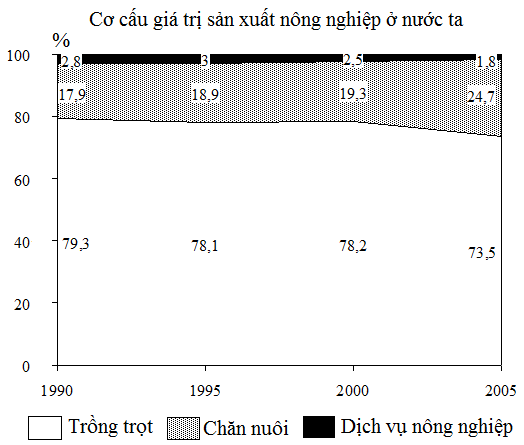 Cơ cấu giá trị sản xuất nông nghiệp ở nước ta
%
100
2,8 3 2,5 1,8
17,9 18,9 19,3 24,7
80
60
79,3 78,1 78,2 73,5
40
20
0
1990 1995 2000 2005
Trồng trọt Chăn nuôi Dịch vụ nông nghiệp